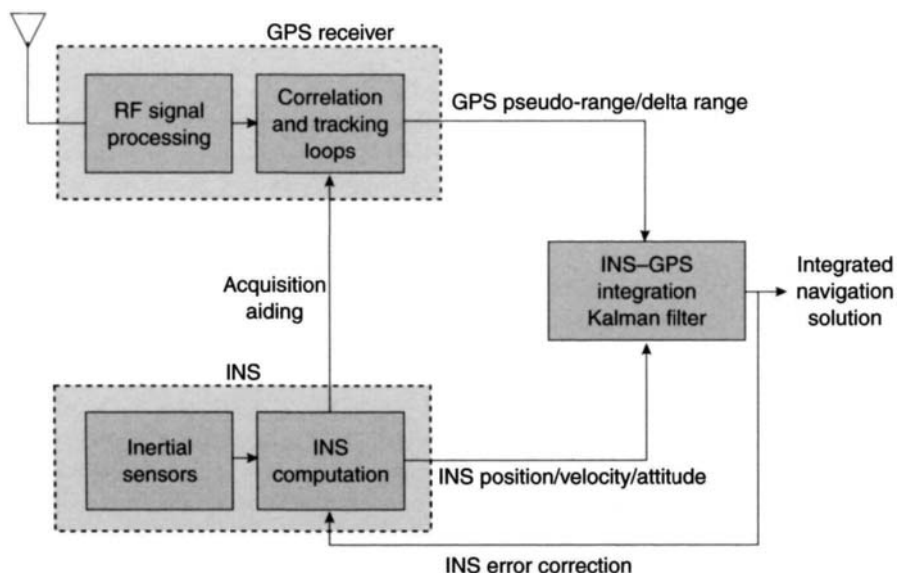 GPS receiver
RF signal
processing
Correlation
and tracking
loops
GPS pseudo-range/delta range
Acquisition
aiding
INS–GPS
integration
Kalman filter
Integrated
navigation
solution
INS
Inertial
sensors
INS
computation
INS position/velocity/attitude
INS error correction